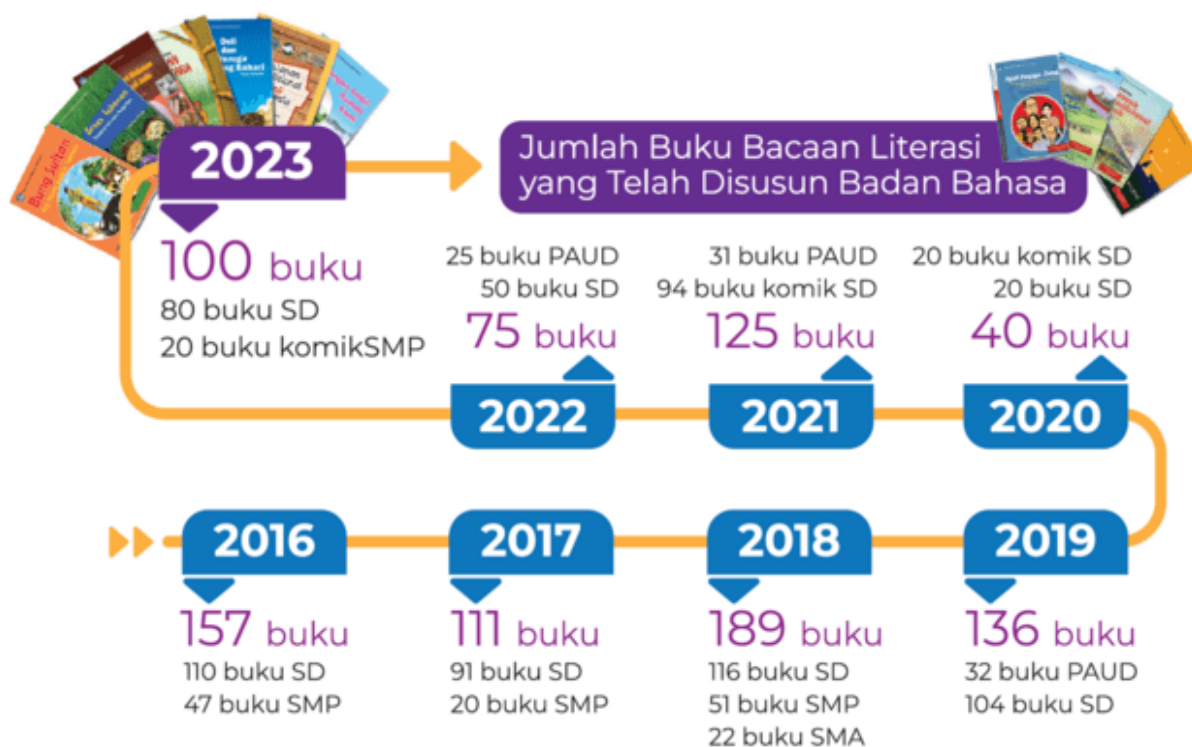 Bung Sultan
2023
Jumlah Buku Bacaan Literasi
yang Telah Disusun Badan Bahasa
100 buku
80 buku SD
20 buku komikSMP
25 buku PAUD
50 buku SD
75 buku
2022
31 buku PAUD
94 buku komik SD
125 buku
2021
20 buku komik SD
20 buku SD
40 buku
2020
2016
157 buku
110 buku SD
47 buku SMP
2017
111 buku
91 buku SD
20 buku SMP
2018
189 buku
116 buku SD
51 buku SMP
22 buku SMA
2019
136 buku
32 buku PAUD
104 buku SD